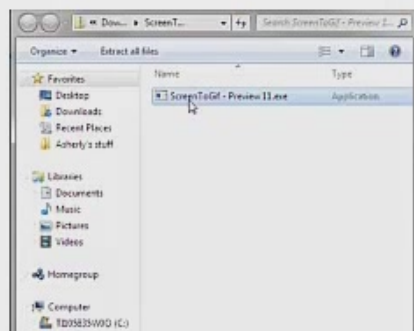 « Dow... ▸ ScreenT...
Search ScreenToGif - Preview 1...
Organize ▾ Extract all files
Favorites
Desktop
Downloads
Recent Places
Asherly's stuff
Libraries
Documents
Music
Pictures
Videos
Homegroup
Computer
(C:)
Name Type
ScreenToGif - Preview 11.exe Application